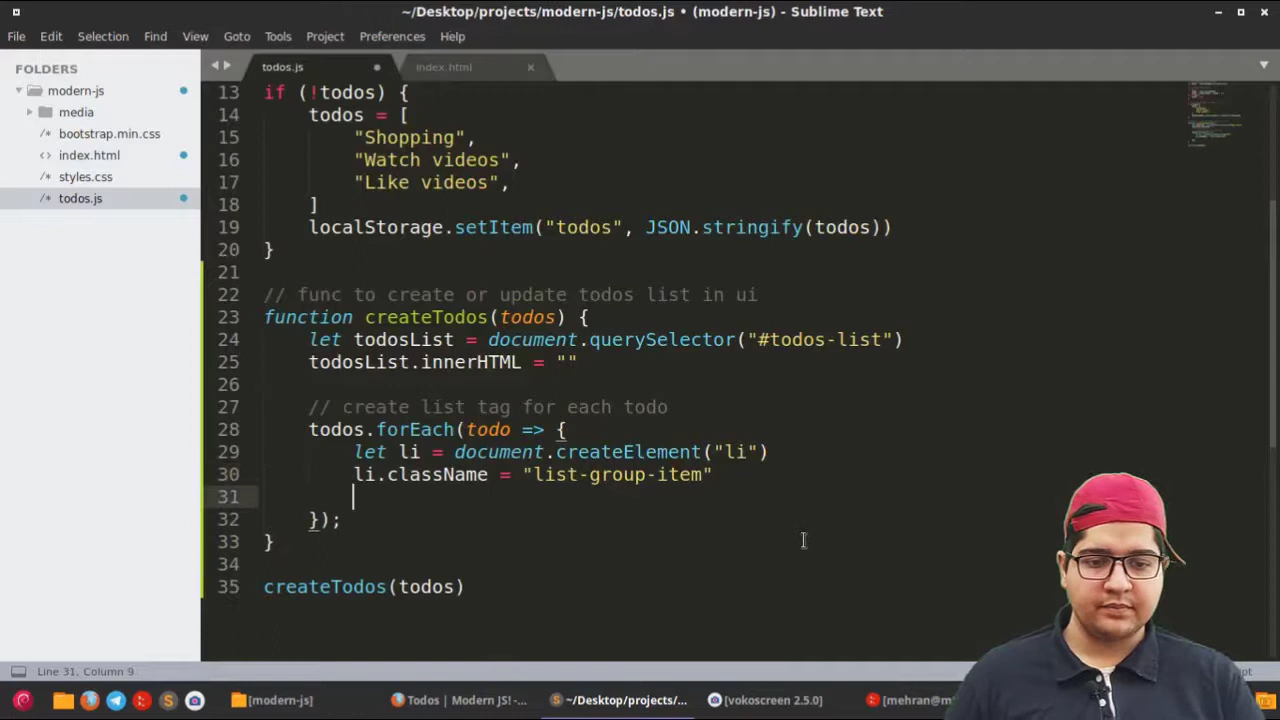 ~/Desktop/projects/modern-js/todos.js • (modern-js) - Sublime Text
File Edit Selection Find View Goto Tools Project Preferences Help
FOLDERS
modern-js
media
/* bootstrap.min.css
<> index.html
/* styles.css
/* todos.js
todos.js
index.html ×
13 if (!todos) {
14 todos = [
15 "Shopping",
16 "Watch videos",
17 "Like videos",
18 ]
19 localStorage.setItem("todos", JSON.stringify(todos))
20 }
21
22 // func to create or update todos list in ui
23 function createTodos(todos) {
24 let todosList = document.querySelector("#todos-list")
25 todosList.innerHTML = ""
26
27 // create list tag for each todo
28 todos.forEach(todo => {
29 let li = document.createElement("li")
30 li.className = "list-group-item"
31
32 });
33 }
34
35 createTodos(todos)
Line 31, Column 9
[modern-js]
Todos | Modern JS! -...
~/Desktop/projects/...
[vokoscreen 2.5.0]